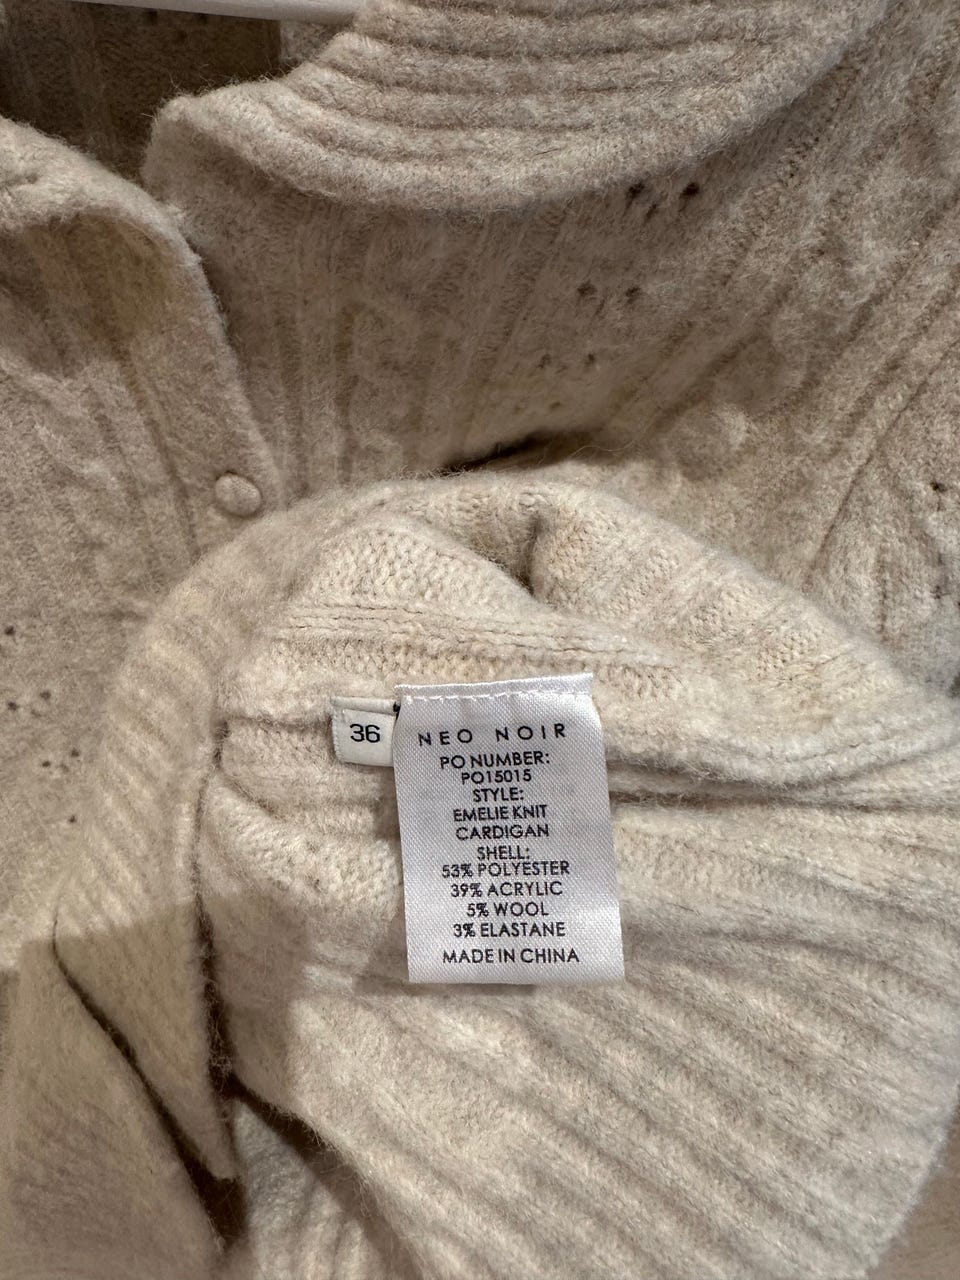 36
NEO NOIR
PO NUMBER:
PO15015
STYLE:
EMELIE KNIT
CARDIGAN
SHELL:
53% POLYESTER
39% ACRYLIC
5% WOOL
3% ELASTANE
MADE IN CHINA